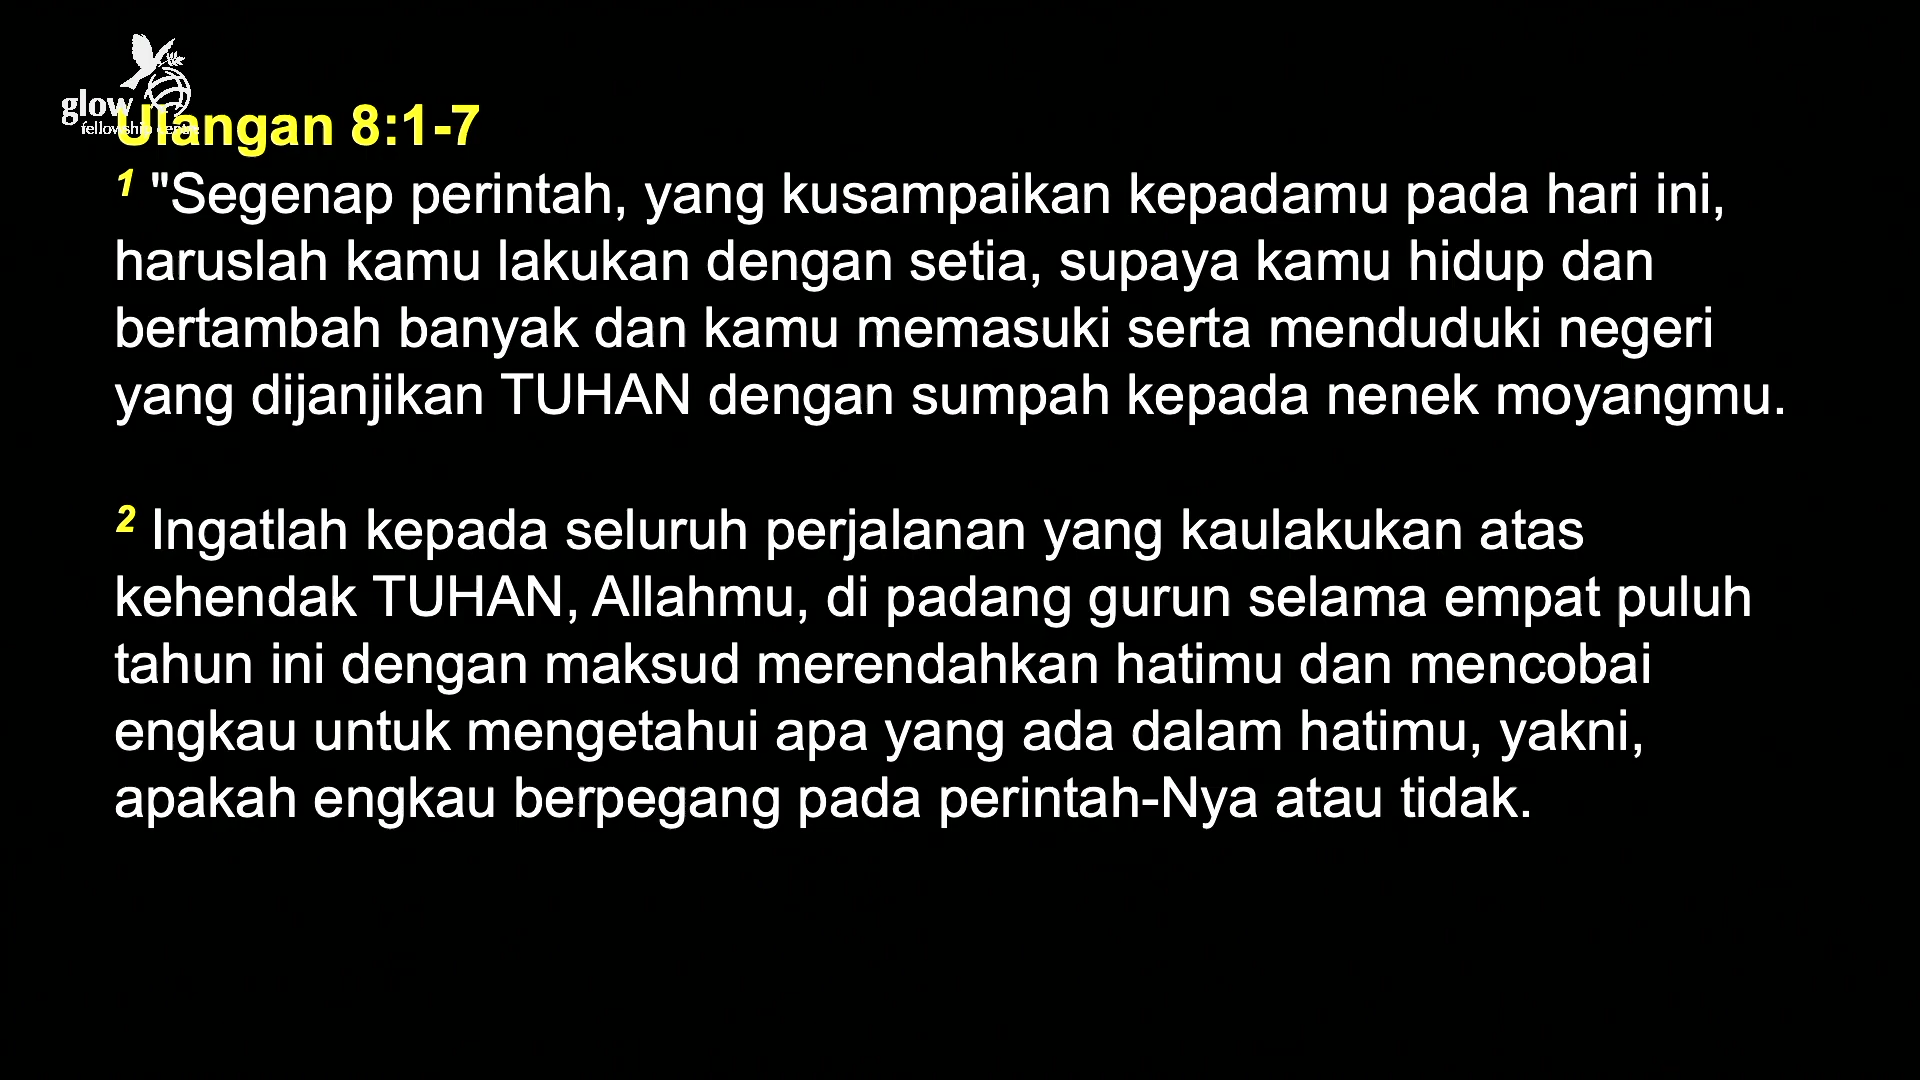 glow
fellowship centre
Ulangan 8:1-7
1 "Segenap perintah, yang kusampaikan kepadamu pada hari ini,
haruslah kamu lakukan dengan setia, supaya kamu hidup dan
bertambah banyak dan kamu memasuki serta menduduki negeri
yang dijanjikan TUHAN dengan sumpah kepada nenek moyangmu.
2 Ingatlah kepada seluruh perjalanan yang kaulakukan atas
kehendak TUHAN, Allahmu, di padang gurun selama empat puluh
tahun ini dengan maksud merendahkan hatimu dan mencobai
engkau untuk mengetahui apa yang ada dalam hatimu, yakni,
apakah engkau berpegang pada perintah-Nya atau tidak.